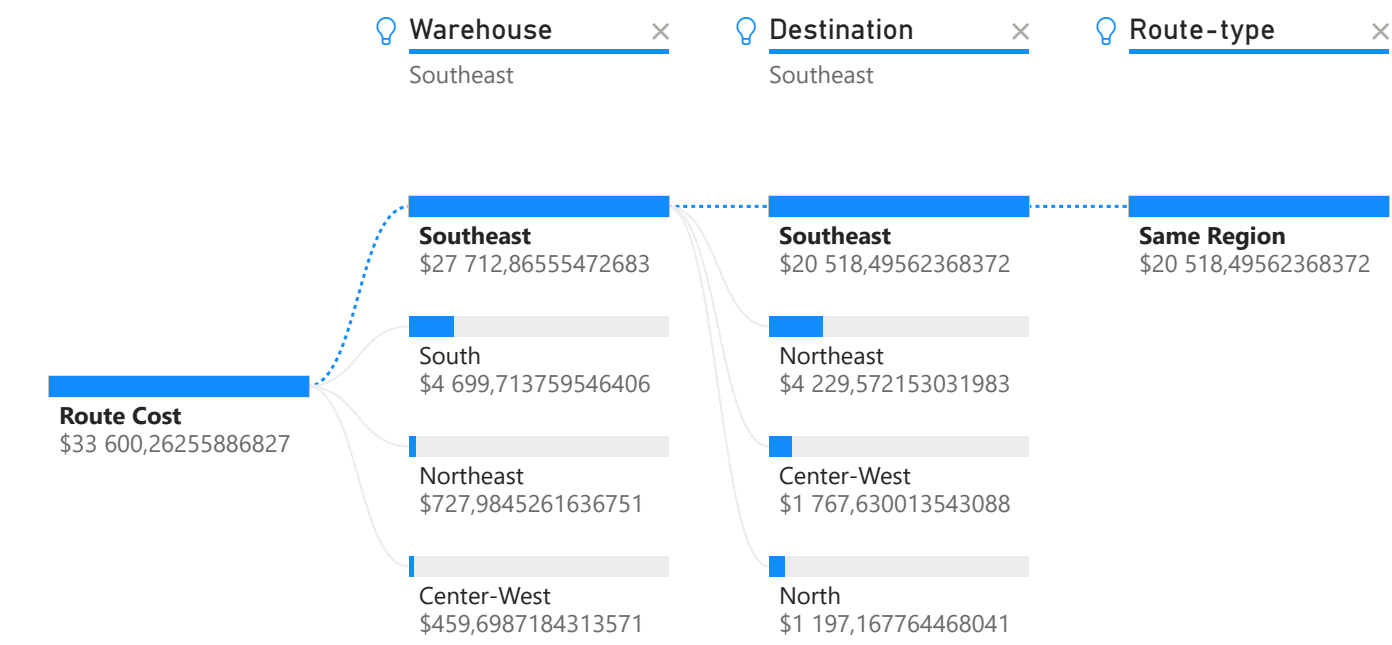 Warehouse
Southeast
Destination
Southeast
Route-type
Route Cost
$33 600,26255886827
Southeast
$27 712,86555472683
South
$4 699,713759546406
Northeast
$727,9845261636751
Center-West
$459,6987184313571
Southeast
$20 518,49562368372
Northeast
$4 229,572153031983
Center-West
$1 767,630013543088
North
$1 197,167764468041
Same Region
$20 518,49562368372